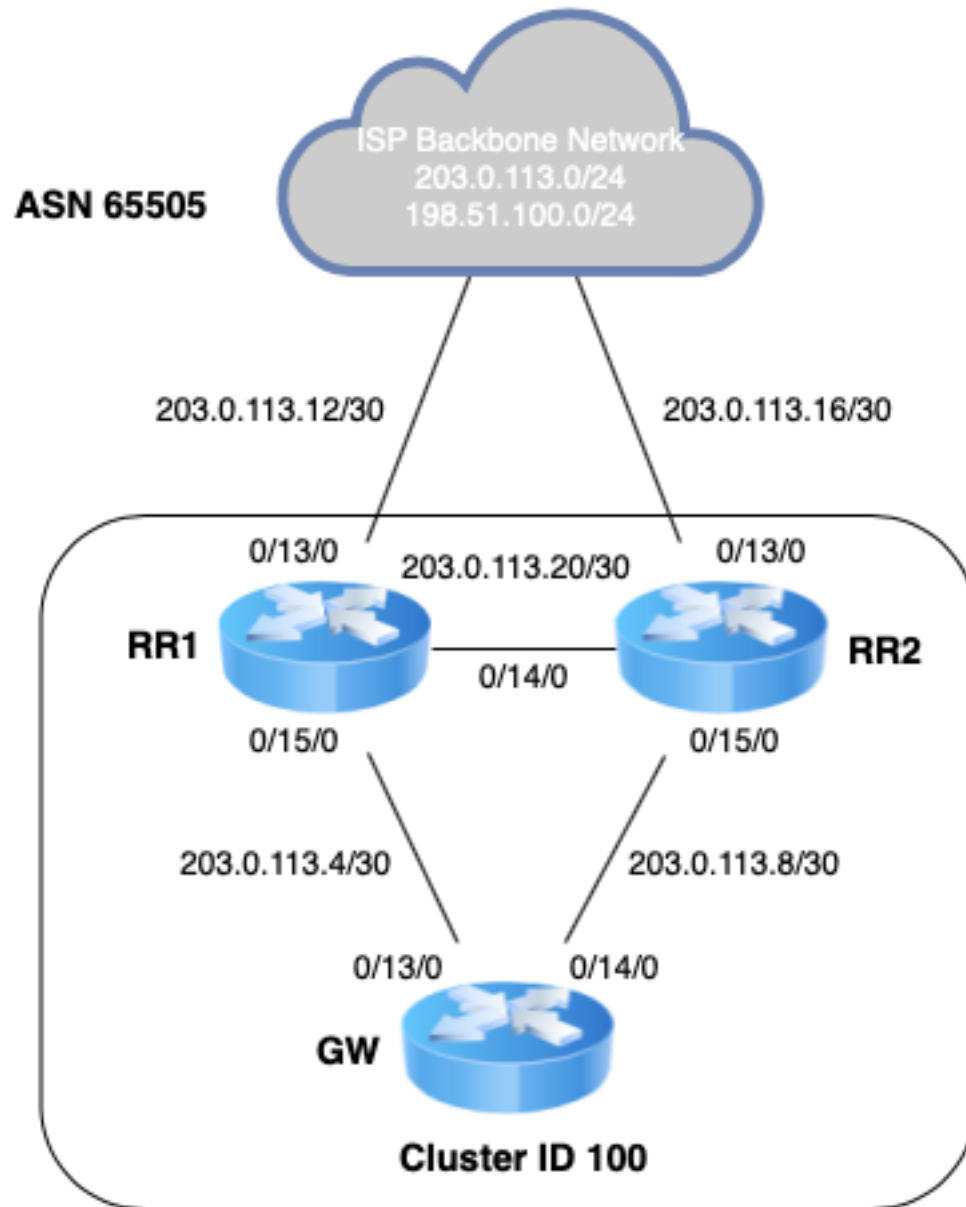 ISP Backbone Network
203.0.113.0/24
198.51.100.0/24
ASN 65505
203.0.113.12/30
203.0.113.16/30
0/13/0
203.0.113.20/30
0/13/0
RR1
0/14/0
RR2
0/15/0
0/15/0
203.0.113.4/30
203.0.113.8/30
0/13/0
0/14/0
GW
Cluster ID 100